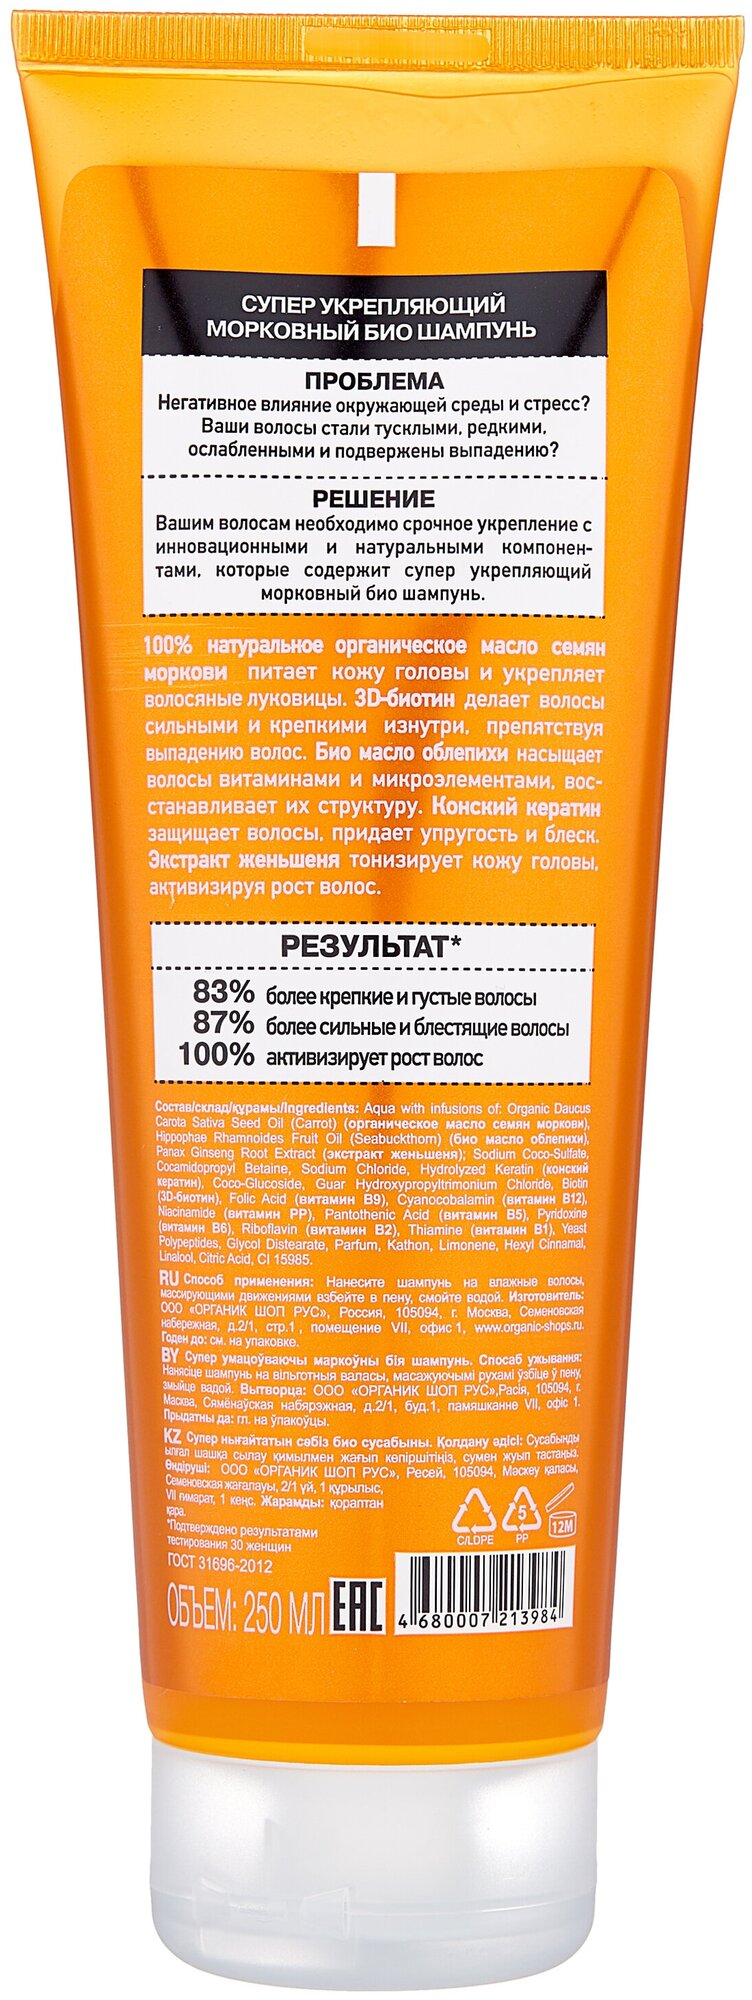 СУПЕР УКРЕПЛЯЮЩИЙ
МОРКОВНЫЙ БИО ШАМПУНЬ
ПРОБЛЕМА
Негативное влияние окружающей среды и стресс?
Ваши волосы стали тусклыми, редкими,
ослабленными и подвержены выпадению?
РЕШЕНИЕ
Вашим волосам необходимо срочное укрепление с
инновационными и натуральными компонен-
тами, которые содержит супер укрепляющий
морковный био шампунь.
100% натуральное органическое масло семян
моркови питает кожу головы и укрепляет
волосяные луковицы. 3D-биотин делает волосы
сильными и крепкими изнутри, препятствуя
выпадению волос. Био масло облепихи насыщает
волосы витаминами и микроэлементами, вос-
станавливает их структуру. Конский кератин
защищает волосы, придает упругость и блеск.
Экстракт женьшеня тонизирует кожу головы,
активизируя рост волос.
РЕЗУЛЬТАТ*
83% более крепкие и густые волосы
87% более сильные и блестящие волосы
100% активизирует рост волос
Состав/склад/құрамы/Ingredients: Aqua with infusions of: Organic Daucus
Carota Sativa Seed Oil (Carrot) (органическое масло семян моркови),
Hippophae Rhamnoides Fruit Oil (Seabuckthorn) (био масло облепихи),
Panax Ginseng Root Extract (экстракт женьшеня); Sodium Coco-Sulfate,
Cocamidopropyl Betaine, Sodium Chloride, Hydrolyzed Keratin (конский
кератин), Coco-Glucoside, Guar Hydroxypropyltrimonium Chloride, Biotin
(3D-биотин), Folic Acid (витамин B9), Cyanocobalamin (витамин B12),
Niacinamide (витамин PP), Pantothenic Acid (витамин B5), Pyridoxine
(витамин B6), Riboflavin (витамин B2), Thiamine (витамин B1), Yeast
Polypeptides, Glycol Distearate, Parfum, Kathon, Limonene, Hexyl Cinnamal,
Linalool, Citric Acid, CI 15985.
RU Способ применения: Нанесите шампунь на влажные волосы,
массирующими движениями взбейте в пену, смойте водой. Изготовитель:
ООО «ОРГАНИК ШОП РУС», Россия, 105094, г. Москва, Семеновская
набережная, д.2/1, стр.1, помещение VII, офис 1, www.organic-shops.ru.
Годен до: см. на упаковке.
BY Супер умацоўваючы маркоўны бія шампунь. Спосаб ужывання:
Нанясіце шампунь на вільготныя валасы, масажуючымі рухамі ўзбіце ў пену,
змыйце вадой. Вытворца: ООО «ОРГАНИК ШОП РУС»,Расія, 105094, г.
Масква, Сямёнаўская набярэжная, д.2/1, буд.1, памяшканне VII, офіс 1.
Прыдатны да: гл. на ўпакоўцы.
KZ Супер нығайтатын сәбіз био сусабыны. Қолдану әдісі: Сусабынды
ылғал шашқа сылау қимылмен жағып көпіршітіңіз, сумен жуып тастаңыз.
Өндіруші: ООО «ОРГАНИК ШОП РУС», Ресей, 105094, Мәскеу қаласы,
Семеновская жағалауы, 2/1 үй, 1 құрылыс,
VII ғимарат, 1 кеңс. Жарамды: қораптан
қара.
*Подтверждено результатами
тестирования 30 женщин
ГОСТ 31696-2012
C/LDPE
5
PP
12M
ОБЪЕМ: 250 МЛ
EAC
4 680007 213984